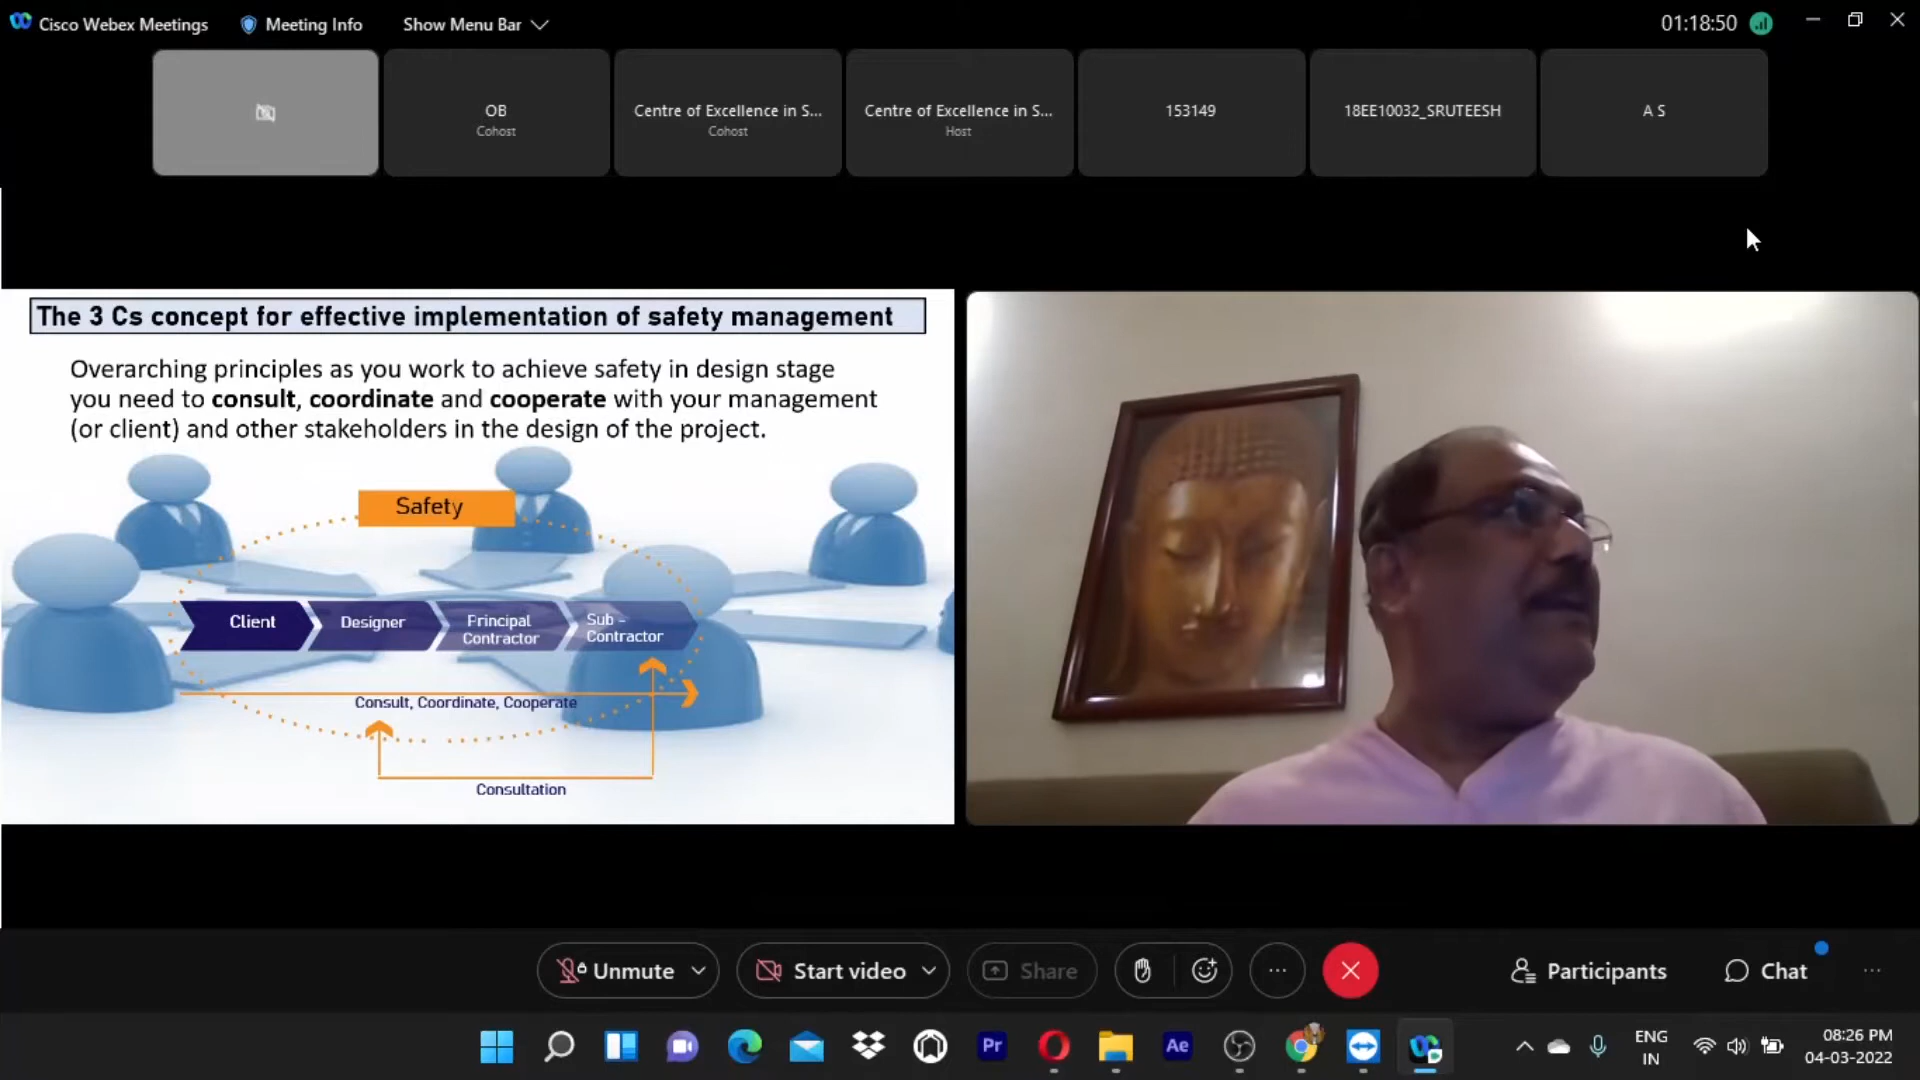 Cisco Webex Meetings
Meeting Info
Show Menu Bar
01:18:50
OB
Cohost
Centre of Excellence in S...
Cohost
Centre of Excellence in S...
Host
153149
18EE10032_SRUTEESH
A S
The 3 Cs concept for effective implementation of safety management
Overarching principles as you work to achieve safety in design stage
you need to consult, coordinate and cooperate with your management
(or client) and other stakeholders in the design of the project.
Safety
Client
Designer
Principal
Contractor
Sub -
Contractor
Consult, Coordinate, Cooperate
Consultation
Unmute
Start video
Share
Participants
Chat
Pr
Ae
ENG
IN
08:26 PM
04-03-2022